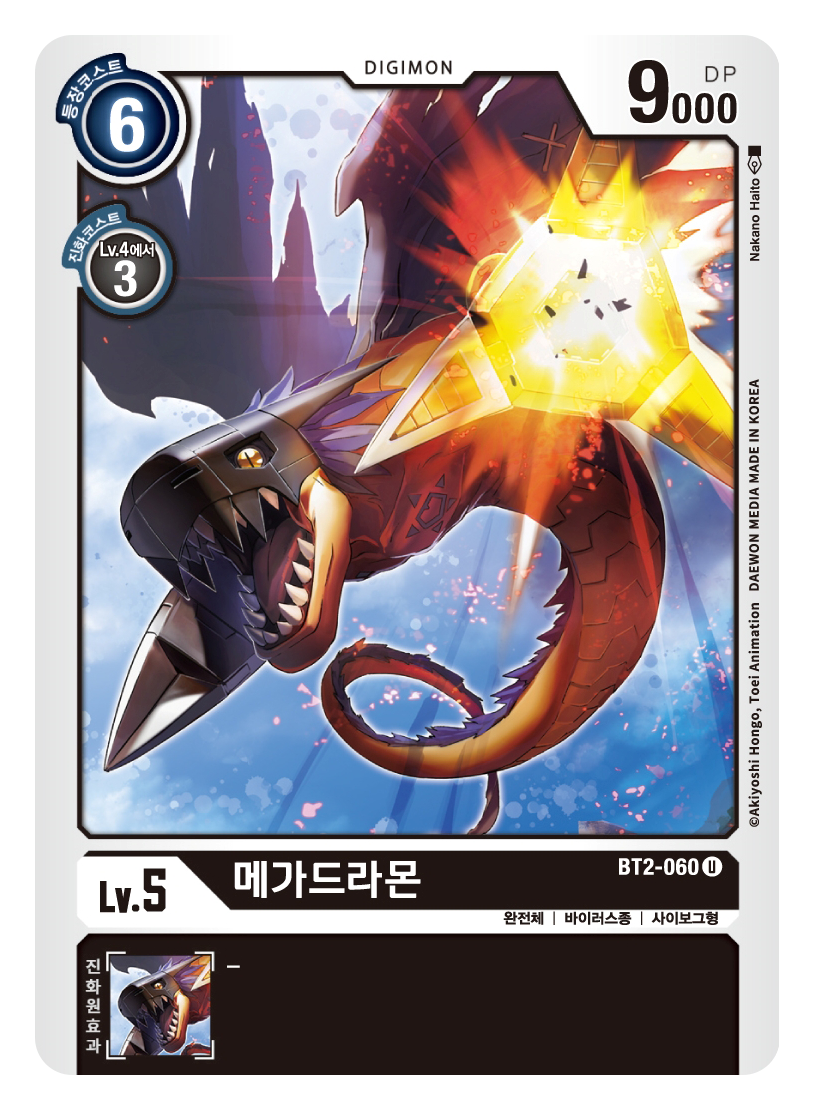 DIGIMON
등장코스트
6
DP
9000
진화코스트
Lv.4에서
3
Nakano Haito
©Akiyoshi Hongo, Toei Animation DAEWON MEDIA MADE IN KOREA
Lv.5
메가드라몬
BT2-060 U
완전체 | 바이러스종 | 사이보그형
진화원효과
–